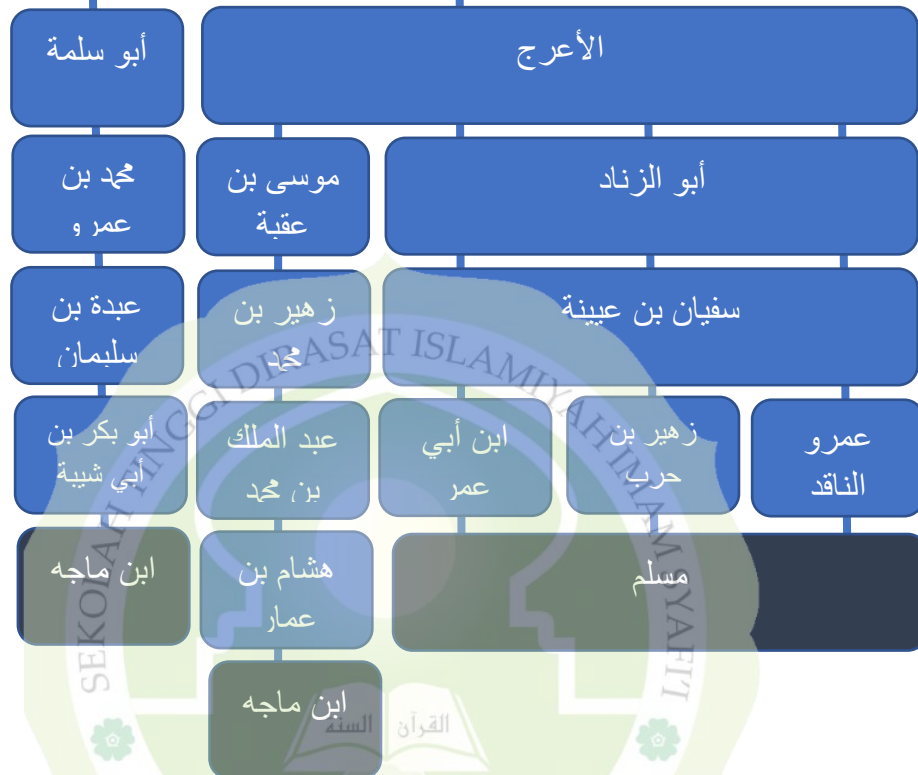 الأعرج
أبو سلمة
أبو الزناد
موسى بن
عقبة
محمد بن
عمرو
سفيان بن عيينة
زهير بن
محمد
عبدة بن
سليمان
عمرو
الناقد
زهير بن
حرب
ابن أبي
عمر
عبد الملك
بن محمد
أبو بكر بن
أبي شيبة
مسلم
هشام بن
عمار
ابن ماجه
ابن ماجه
SEKOLAH TINGGI DIRASAT ISLAMIYAH IMAM SYAFI'I
القرآن السنة